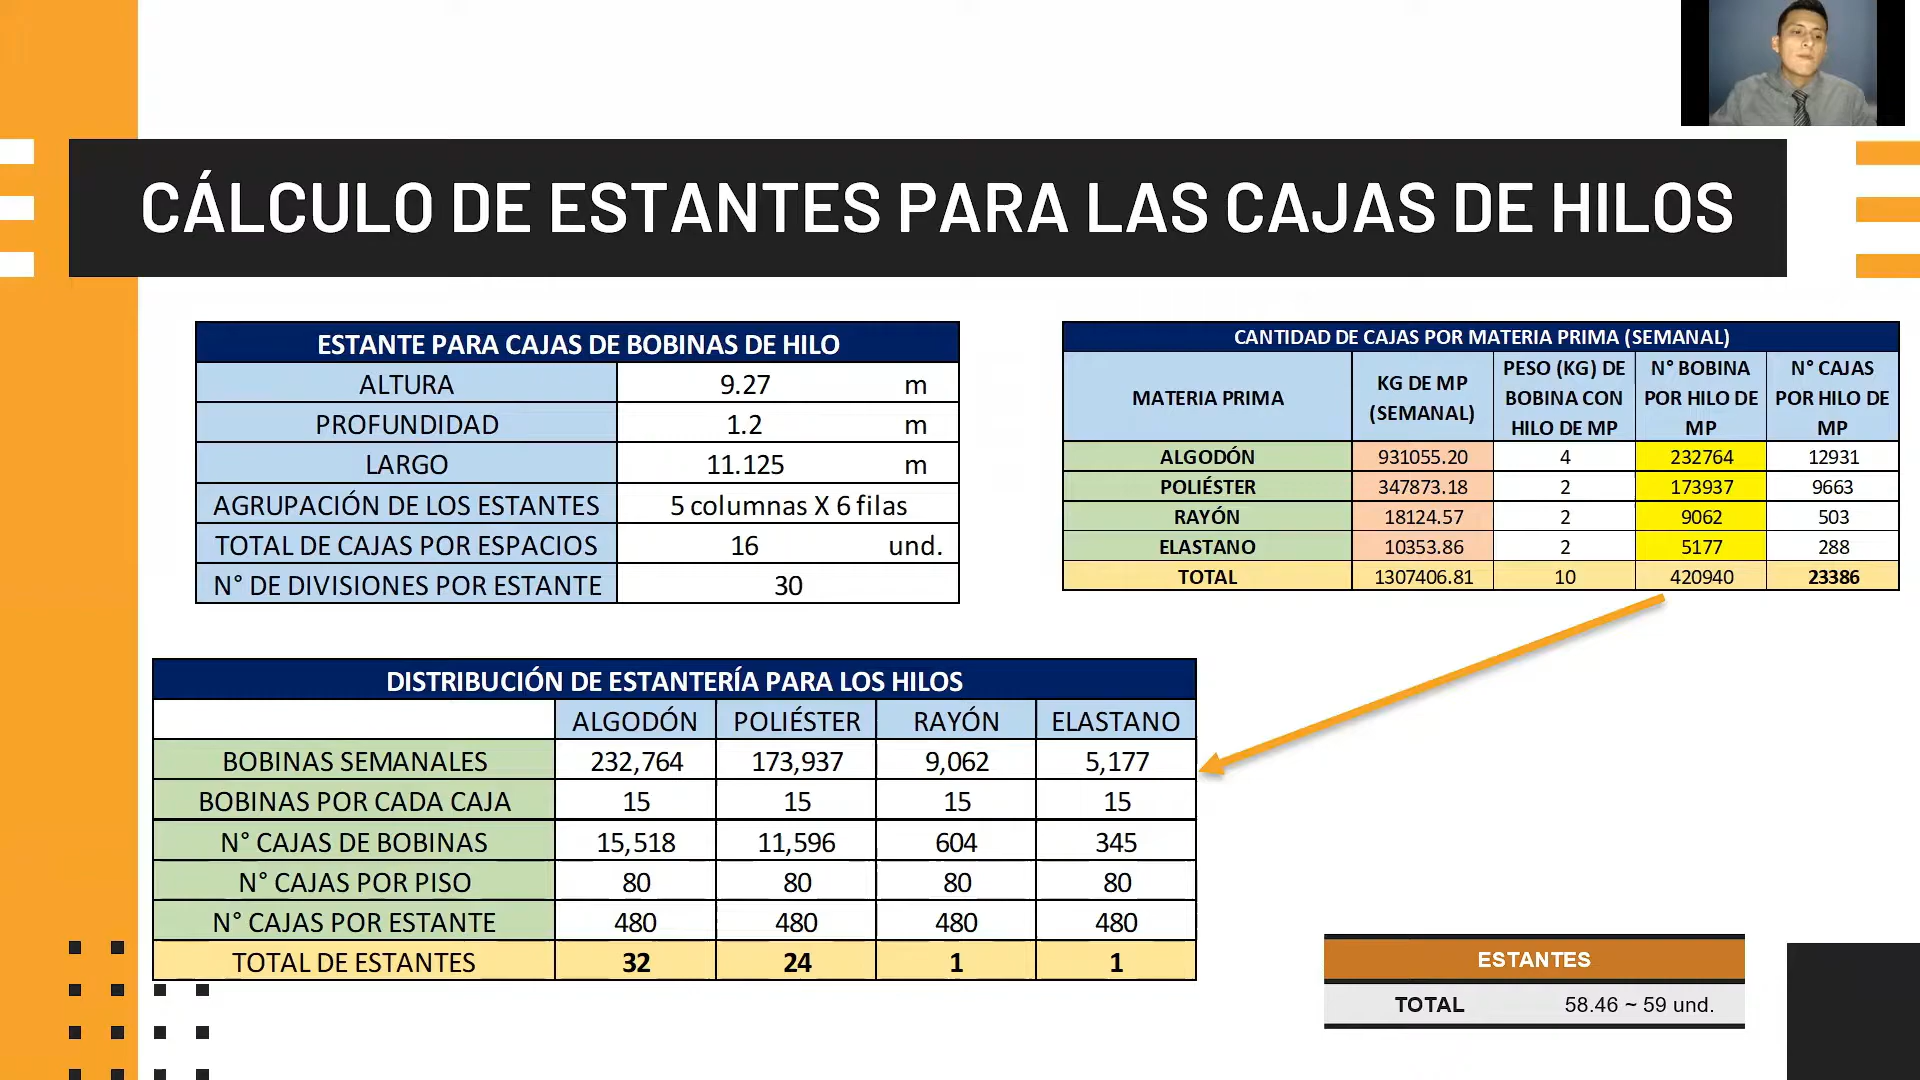 CÁLCULO DE ESTANTES PARA LAS CAJAS DE HILOS
ESTANTE PARA CAJAS DE BOBINAS DE HILO
ALTURA 9.27 m
PROFUNDIDAD 1.2 m
LARGO 11.125 m
AGRUPACIÓN DE LOS ESTANTES 5 columnas X 6 filas
TOTAL DE CAJAS POR ESPACIOS 16 und.
N° DE DIVISIONES POR ESTANTE 30
CANTIDAD DE CAJAS POR MATERIA PRIMA (SEMANAL)
MATERIA PRIMA
KG DE MP
(SEMANAL)
PESO (KG) DE
BOBINA CON
HILO DE MP
N° BOBINA
POR HILO DE
MP
N° CAJAS
POR HILO DE
MP
ALGODÓN 931055.20 4 232764 12931
POLIÉSTER 347873.18 2 173937 9663
RAYÓN 18124.57 2 9062 503
ELASTANO 10353.86 2 5177 288
TOTAL 1307406.81 10 420940 23386
DISTRIBUCIÓN DE ESTANTERÍA PARA LOS HILOS
ALGODÓN POLIÉSTER RAYÓN ELASTANO
BOBINAS SEMANALES 232,764 173,937 9,062 5,177
BOBINAS POR CADA CAJA 15 15 15 15
N° CAJAS DE BOBINAS 15,518 11,596 604 345
N° CAJAS POR PISO 80 80 80 80
N° CAJAS POR ESTANTE 480 480 480 480
TOTAL DE ESTANTES 32 24 1 1
ESTANTES
TOTAL 58.46 ~ 59 und.